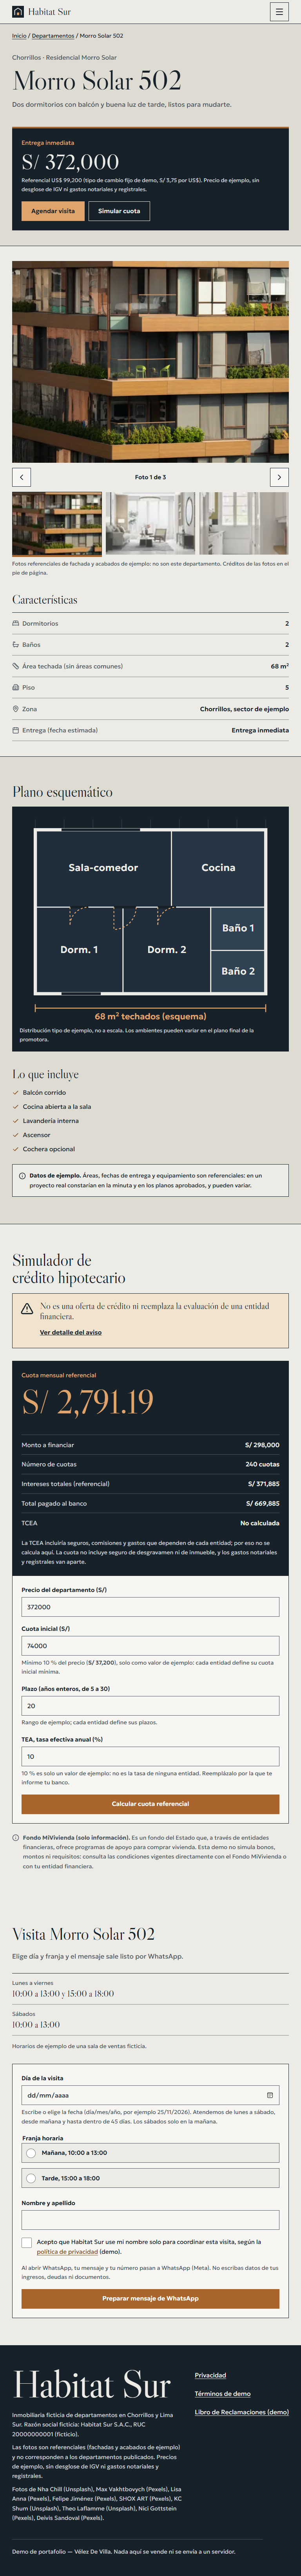 Habitat Sur
Inicio / Departamentos / Morro Solar 502
Chorrillos · Residencial Morro Solar
Morro Solar 502
Dos dormitorios con balcón y buena luz de tarde, listos para mudarte.
Entrega inmediata
S/ 372,000
Referencial US$ 99,200 (tipo de cambio fijo de demo, S/ 3,75 por US$). Precio de ejemplo, sin
desglose de IGV ni gastos notariales y registrales.
Agendar visita
Simular cuota
Foto 1 de 3
Fotos referenciales de fachada y acabados de ejemplo: no son este departamento. Créditos de las fotos en el
pie de página.
Características
Dormitorios 2
Baños 2
Área techada (sin áreas comunes) 68 m²
Piso 5
Zona Chorrillos, sector de ejemplo
Entrega (fecha estimada) Entrega inmediata
Plano esquemático
Sala-comedor
Cocina
Dorm. 1
Dorm. 2
Baño 1
Baño 2
68 m² techados (esquema)
Distribución tipo de ejemplo, no a escala. Los ambientes pueden variar en el plano final de la
promotora.
Lo que incluye
Balcón corrido
Cocina abierta a la sala
Lavandería interna
Ascensor
Cochera opcional
Datos de ejemplo. Áreas, fechas de entrega y equipamiento son referenciales: en un
proyecto real constarían en la minuta y en los planos aprobados, y pueden variar.
Simulador de
crédito hipotecario
No es una oferta de crédito ni reemplaza la evaluación de una entidad
financiera.
Ver detalle del aviso
Cuota mensual referencial
S/ 2,791.19
Monto a financiar S/ 298,000
Número de cuotas 240 cuotas
Intereses totales (referencial) S/ 371,885
Total pagado al banco S/ 669,885
TCEA No calculada
La TCEA incluiría seguros, comisiones y gastos que dependen de cada entidad; por eso no se
calcula aquí. La cuota no incluye seguro de desgravamen ni de inmueble, y los gastos notariales
y registrales van aparte.
Precio del departamento (S/)
372000
Cuota inicial (S/)
74000
Mínimo 10 % del precio (S/ 37,200), solo como valor de ejemplo: cada entidad define su cuota
inicial mínima.
Plazo (años enteros, de 5 a 30)
20
Rango de ejemplo; cada entidad define sus plazos.
TEA, tasa efectiva anual (%)
10
10 % es solo un valor de ejemplo: no es la tasa de ninguna entidad. Reemplázalo por la que te
informe tu banco.
Calcular cuota referencial
Fondo MiVivienda (solo información). Es un fondo del Estado que, a través de entidades
financieras, ofrece programas de apoyo para comprar vivienda. Esta demo no simula bonos,
montos ni requisitos: consulta las condiciones vigentes directamente con el Fondo MiVivienda o
con tu entidad financiera.
Visita Morro Solar 502
Elige día y franja y el mensaje sale listo por WhatsApp.
Lunes a viernes
10:00 a 13:00 y 15:00 a 18:00
Sábados
10:00 a 13:00
Horarios de ejemplo de una sala de ventas ficticia.
Día de la visita
dd/mm/aaaa
Escribe o elige la fecha (día/mes/año, por ejemplo 25/11/2026). Atendemos de lunes a sábado,
desde mañana y hasta dentro de 45 días. Los sábados solo en la mañana.
Franja horaria
Mañana, 10:00 a 13:00
Tarde, 15:00 a 18:00
Nombre y apellido
Acepto que Habitat Sur use mi nombre solo para coordinar esta visita, según la
política de privacidad (demo).
Al abrir WhatsApp, tu mensaje y tu número pasan a WhatsApp (Meta). No escribas datos de tus
ingresos, deudas ni documentos.
Preparar mensaje de WhatsApp
Habitat Sur
Inmobiliaria ficticia de departamentos en Chorrillos y Lima
Sur. Razón social ficticia: Habitat Sur S.A.C., RUC
20000000001 (ficticio).
Las fotos son referenciales (fachadas y acabados de ejemplo)
y no corresponden a los departamentos publicados. Precios
de ejemplo, sin desglose de IGV ni gastos notariales y
registrales.
Fotos de Nha Chill (Unsplash), Max Vakhtbovych (Pexels), Lisa
Anna (Pexels), Felipe Jiménez (Pexels), SHOX ART (Pexels), KC
Shum (Unsplash), Theo Laflamme (Unsplash), Nici Gottstein
(Pexels), Deivis Sandoval (Pexels).
Privacidad
Términos de demo
Libro de Reclamaciones (demo)
Demo de portafolio — Vélez De Villa. Nada aquí se vende ni se envía a un servidor.